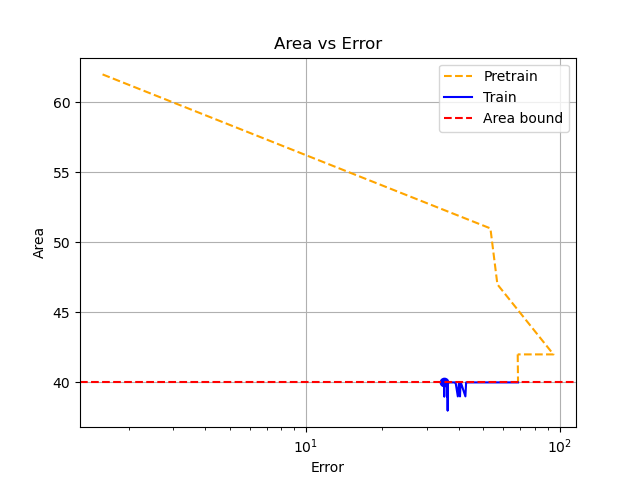 Area vs Error
Pretrain
Train
Area bound
60
55
50
45
40
Area
10¹
10²
Error